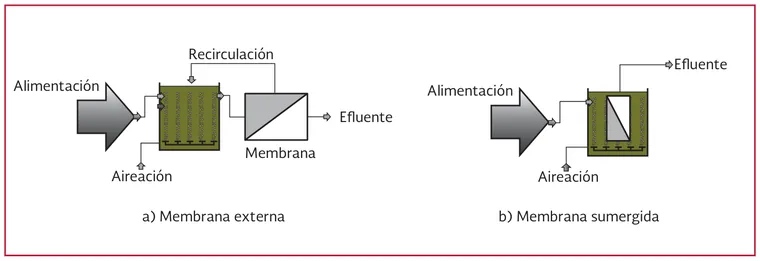 Recirculación
Alimentación
Efluente
Membrana
Aireación
a) Membrana externa
Efluente
Alimentación
Aireación
b) Membrana sumergida